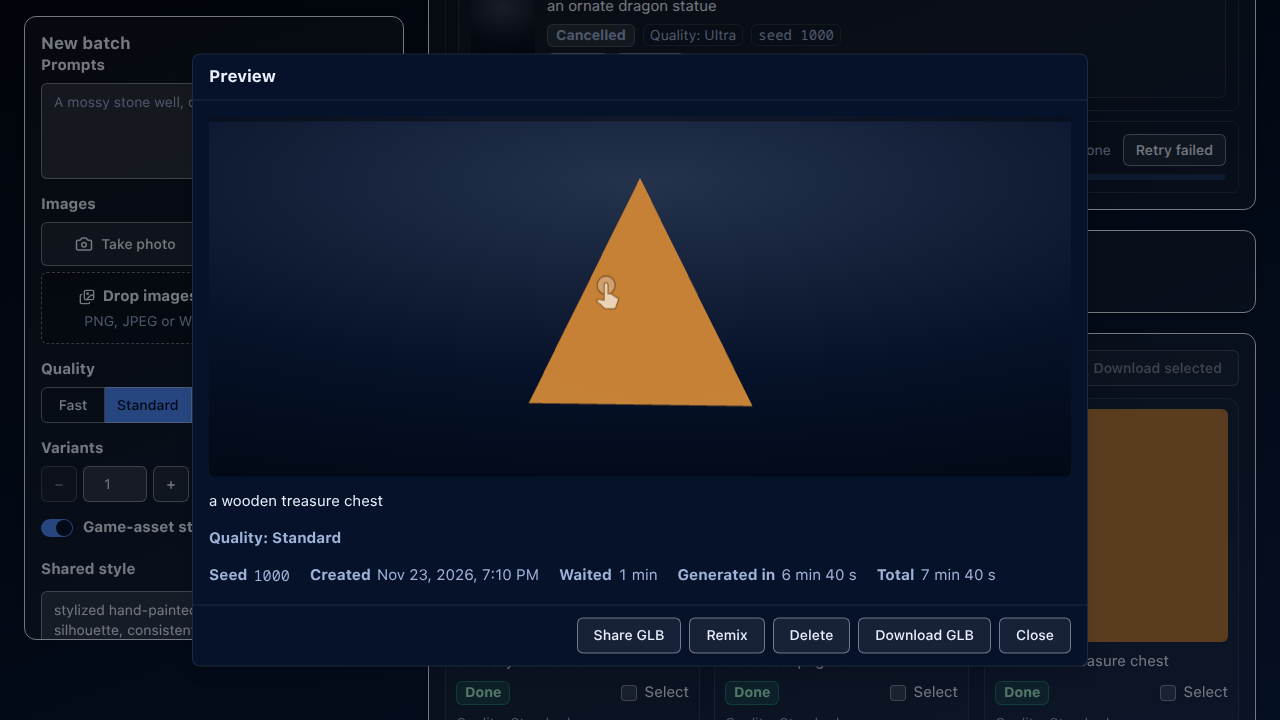 an ornate dragon statue
Cancelled Quality: Ultra seed 1000
New batch
Prompts
A mossy stone well,
Images
Take photo
Drop images
PNG, JPEG or
Quality
Fast Standard
Variants
− 1 +
Game-asset
Shared style
stylized hand-painted
silhouette, consistent
Preview
a wooden treasure chest
Quality: Standard
Seed 1000 Created Nov 23, 2026, 7:10 PM Waited 1 min Generated in 6 min 40 s Total 7 min 40 s
Share GLB Remix Delete Download GLB Close
Retry failed
Download selected
chest
Done Select Done Select Done Select